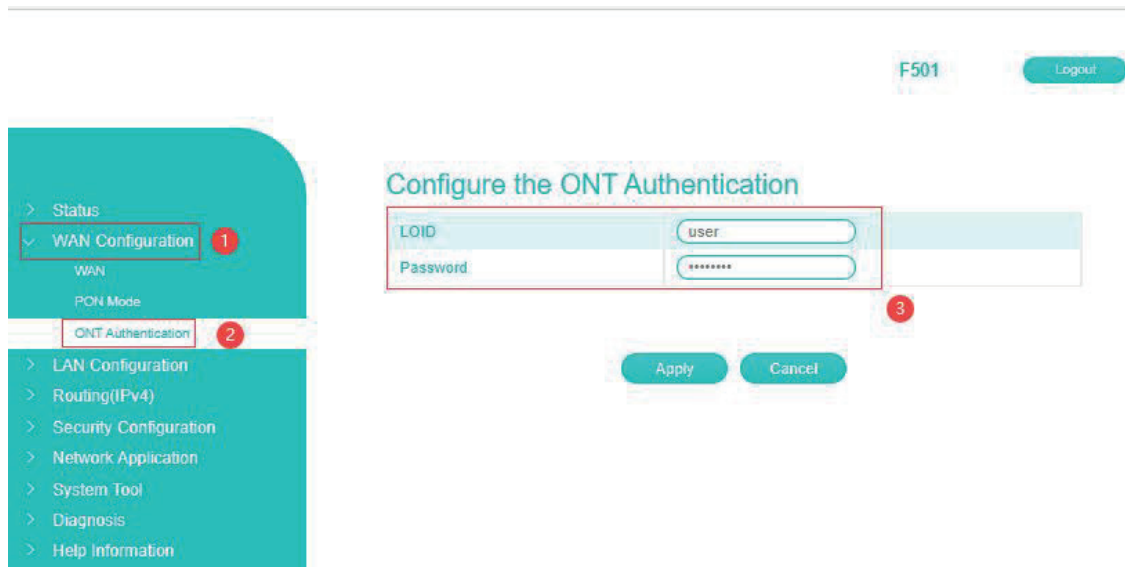 F501 Logout
Configure the ONT Authentication
> Status
LOID user
WAN Configuration 1
Password ********
WAN
PON Mode
3
ONT Authentication 2
> LAN Configuration
Apply Cancel
> Routing(IPv4)
> Security Configuration
> Network Application
> System Tool
> Diagnosis
> Help Information